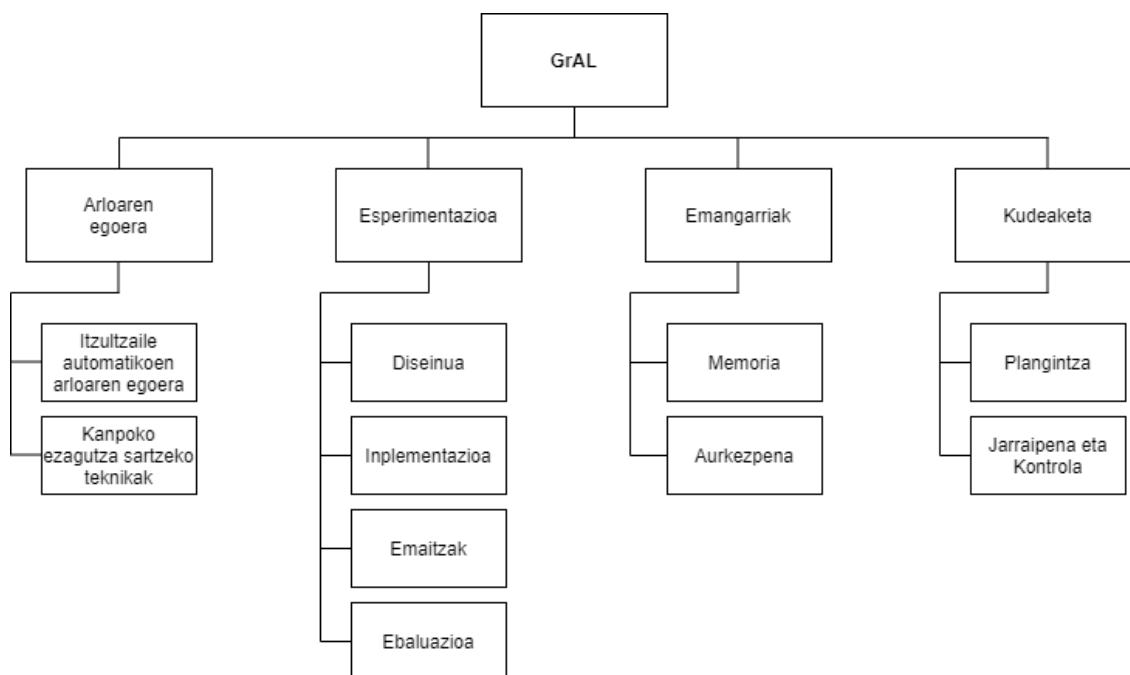 GrAL
Arloaren
egoera
Esperimentazioa
Emangarriak
Kudeaketa
Itzultzaile
automatikoen
arloaren egoera
Kanpoko
ezagutza sartzeko
teknikak
Diseinua
Inplementazioa
Emaitzak
Ebaluazioa
Memoria
Aurkezpena
Plangintza
Jarraipena eta
Kontrola